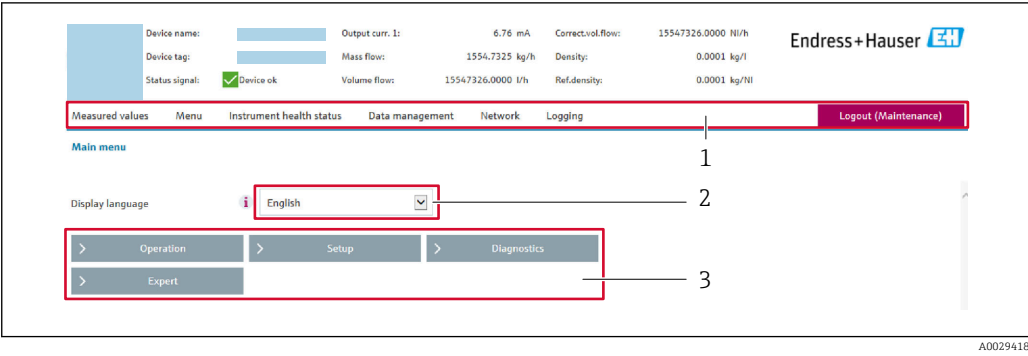 Device name: Output curr. 1: 6.76 mA Correct.vol.flow: 15547326.0000 Nl/h
Endress+Hauser EH
Device tag: Mass flow: 1554.7325 kg/h Density: 0.0001 kg/l
Status signal: Device ok Volume flow: 15547326.0000 l/h Ref.density: 0.0001 kg/Nl
Measured values Menu Instrument health status Data management Network Logging Logout (Maintenance)
1
Main menu
Display language i English 2
> Operation > Setup > Diagnostics
> Expert 3
A0029418